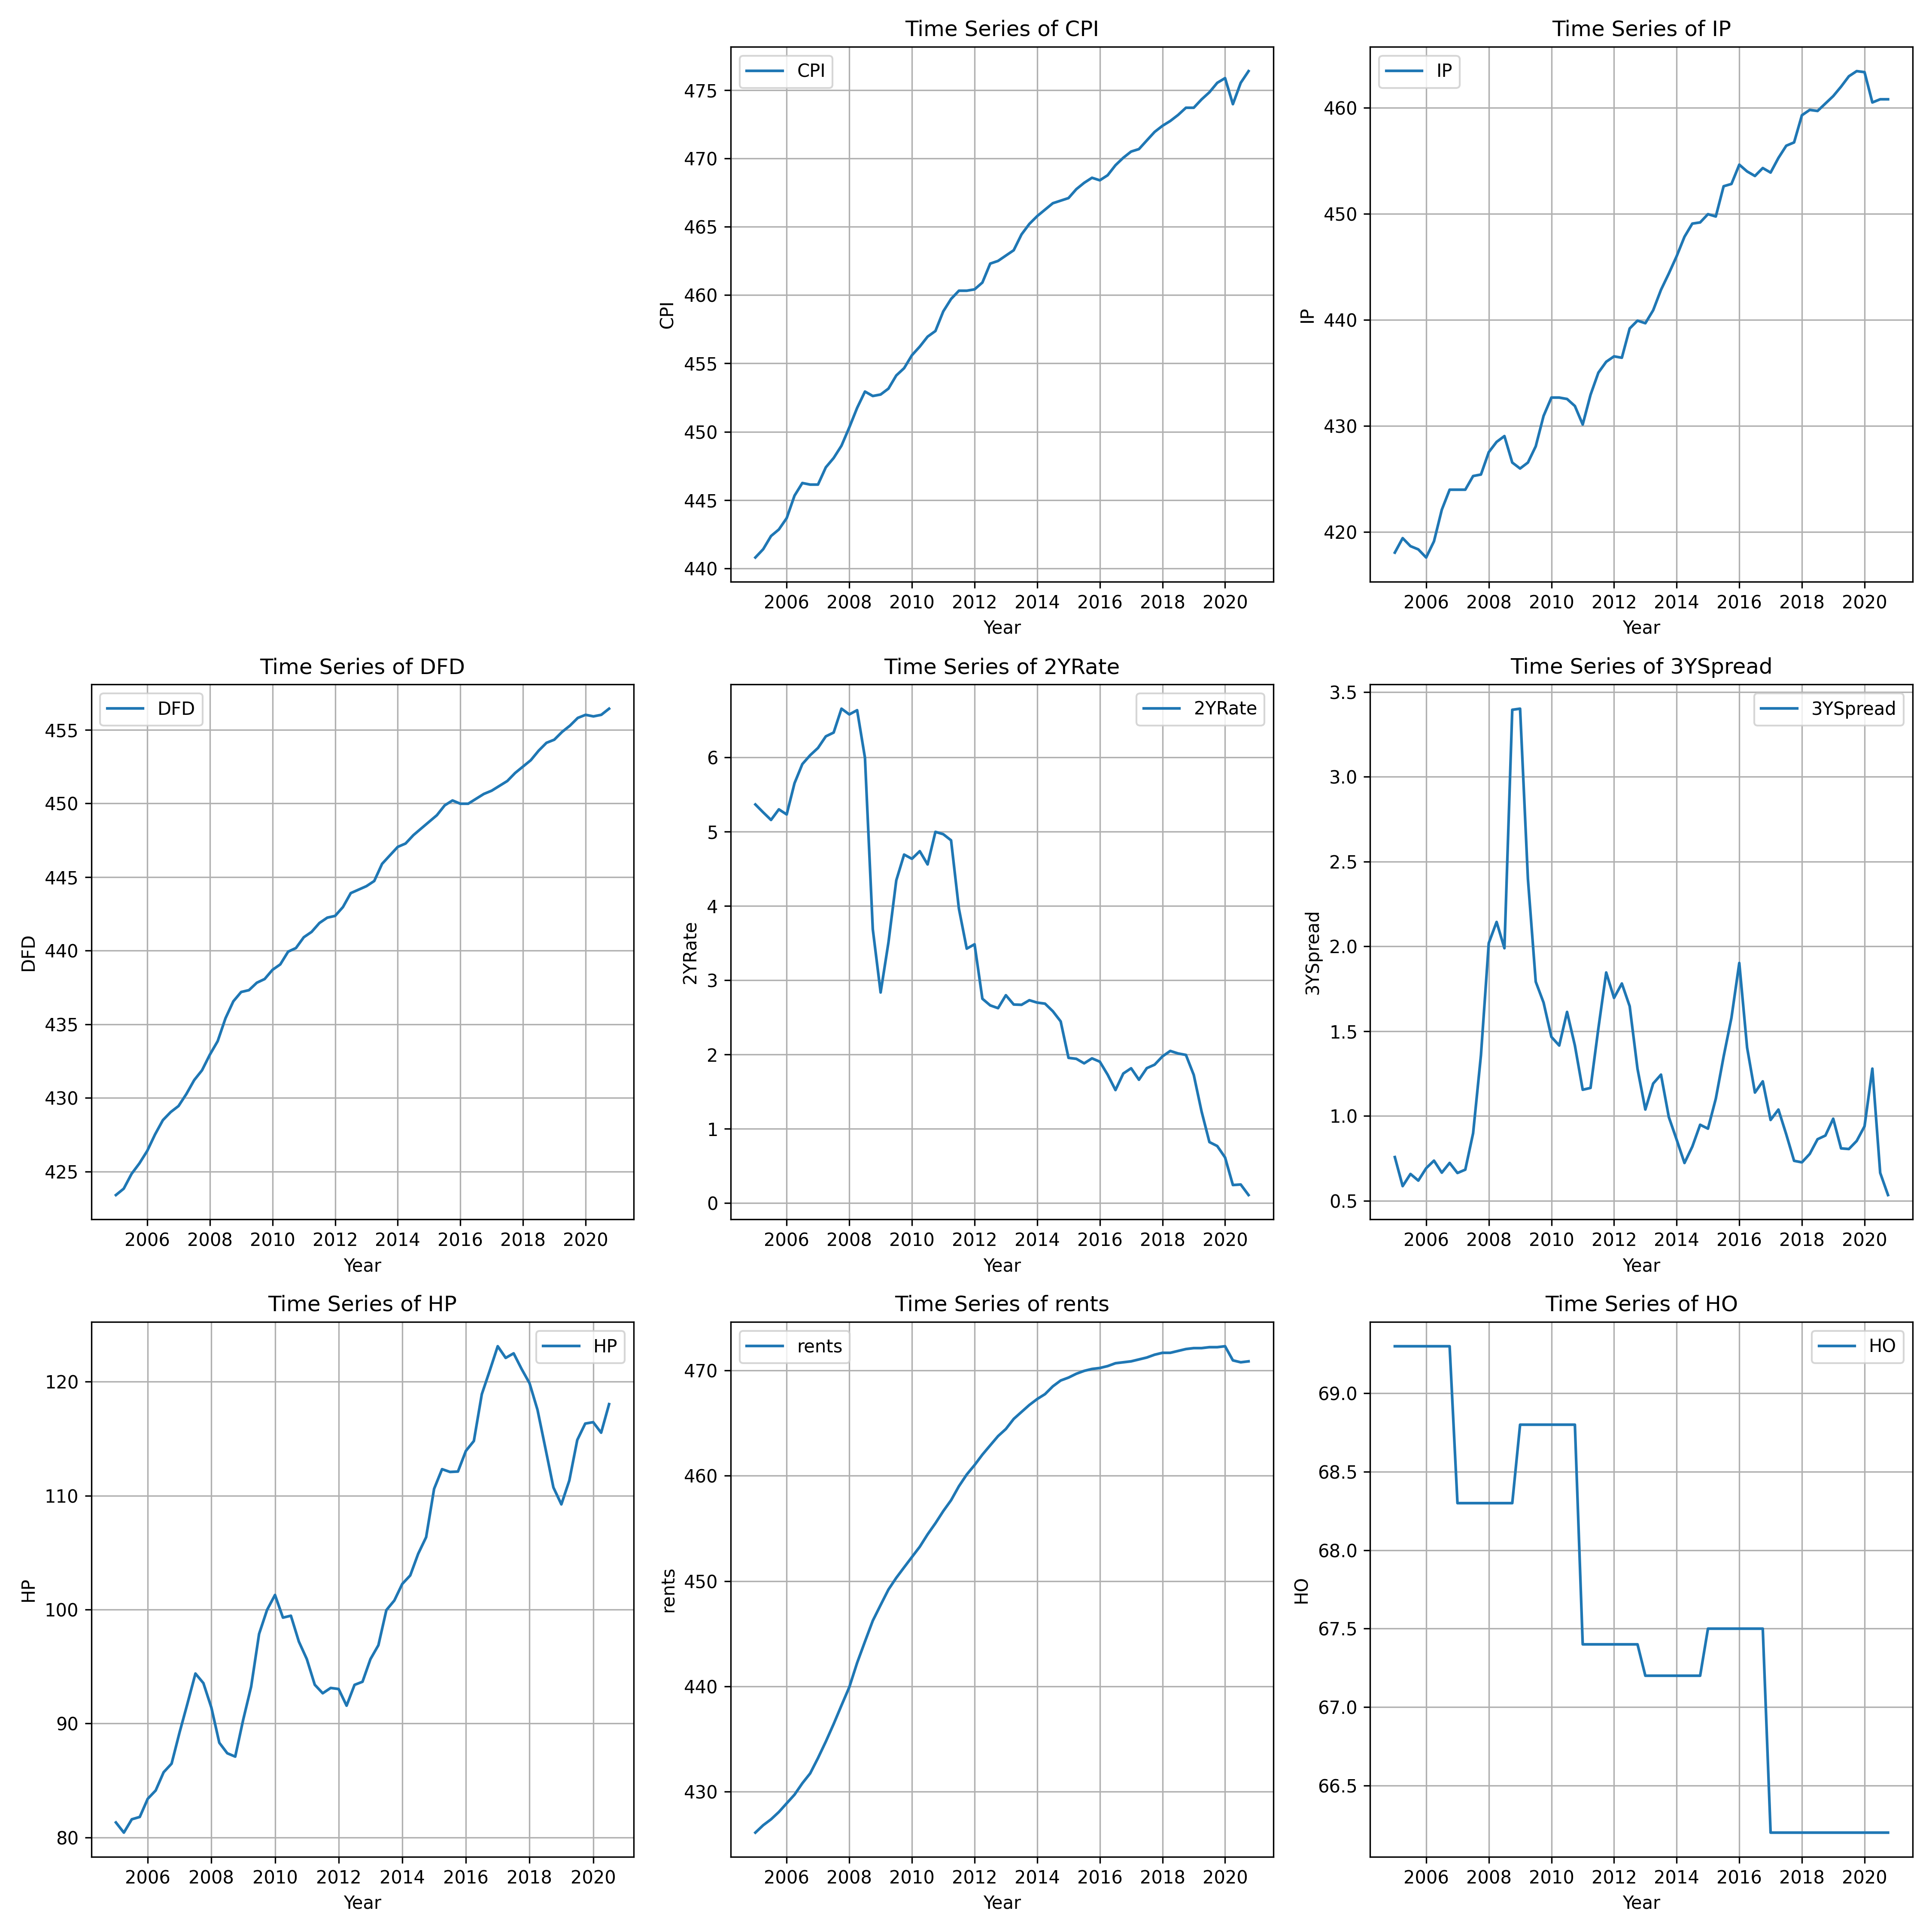 Time Series of CPI
CPI
475
470
465
460
455
450
445
440
CPI
2006 2008 2010 2012 2014 2016 2018 2020
Year
Time Series of IP
IP
460
450
440
430
420
IP
2006 2008 2010 2012 2014 2016 2018 2020
Year
Time Series of DFD
DFD
455
450
445
440
435
430
425
DFD
2006 2008 2010 2012 2014 2016 2018 2020
Year
Time Series of 2YRate
2YRate
6
5
4
3
2
1
0
2YRate
2006 2008 2010 2012 2014 2016 2018 2020
Year
Time Series of 3YSpread
3YSpread
3.5
3.0
2.5
2.0
1.5
1.0
0.5
3YSpread
2006 2008 2010 2012 2014 2016 2018 2020
Year
Time Series of HP
HP
120
110
100
90
80
HP
2006 2008 2010 2012 2014 2016 2018 2020
Year
Time Series of rents
rents
470
460
450
440
430
rents
2006 2008 2010 2012 2014 2016 2018 2020
Year
Time Series of HO
HO
69.0
68.5
68.0
67.5
67.0
66.5
HO
2006 2008 2010 2012 2014 2016 2018 2020
Year